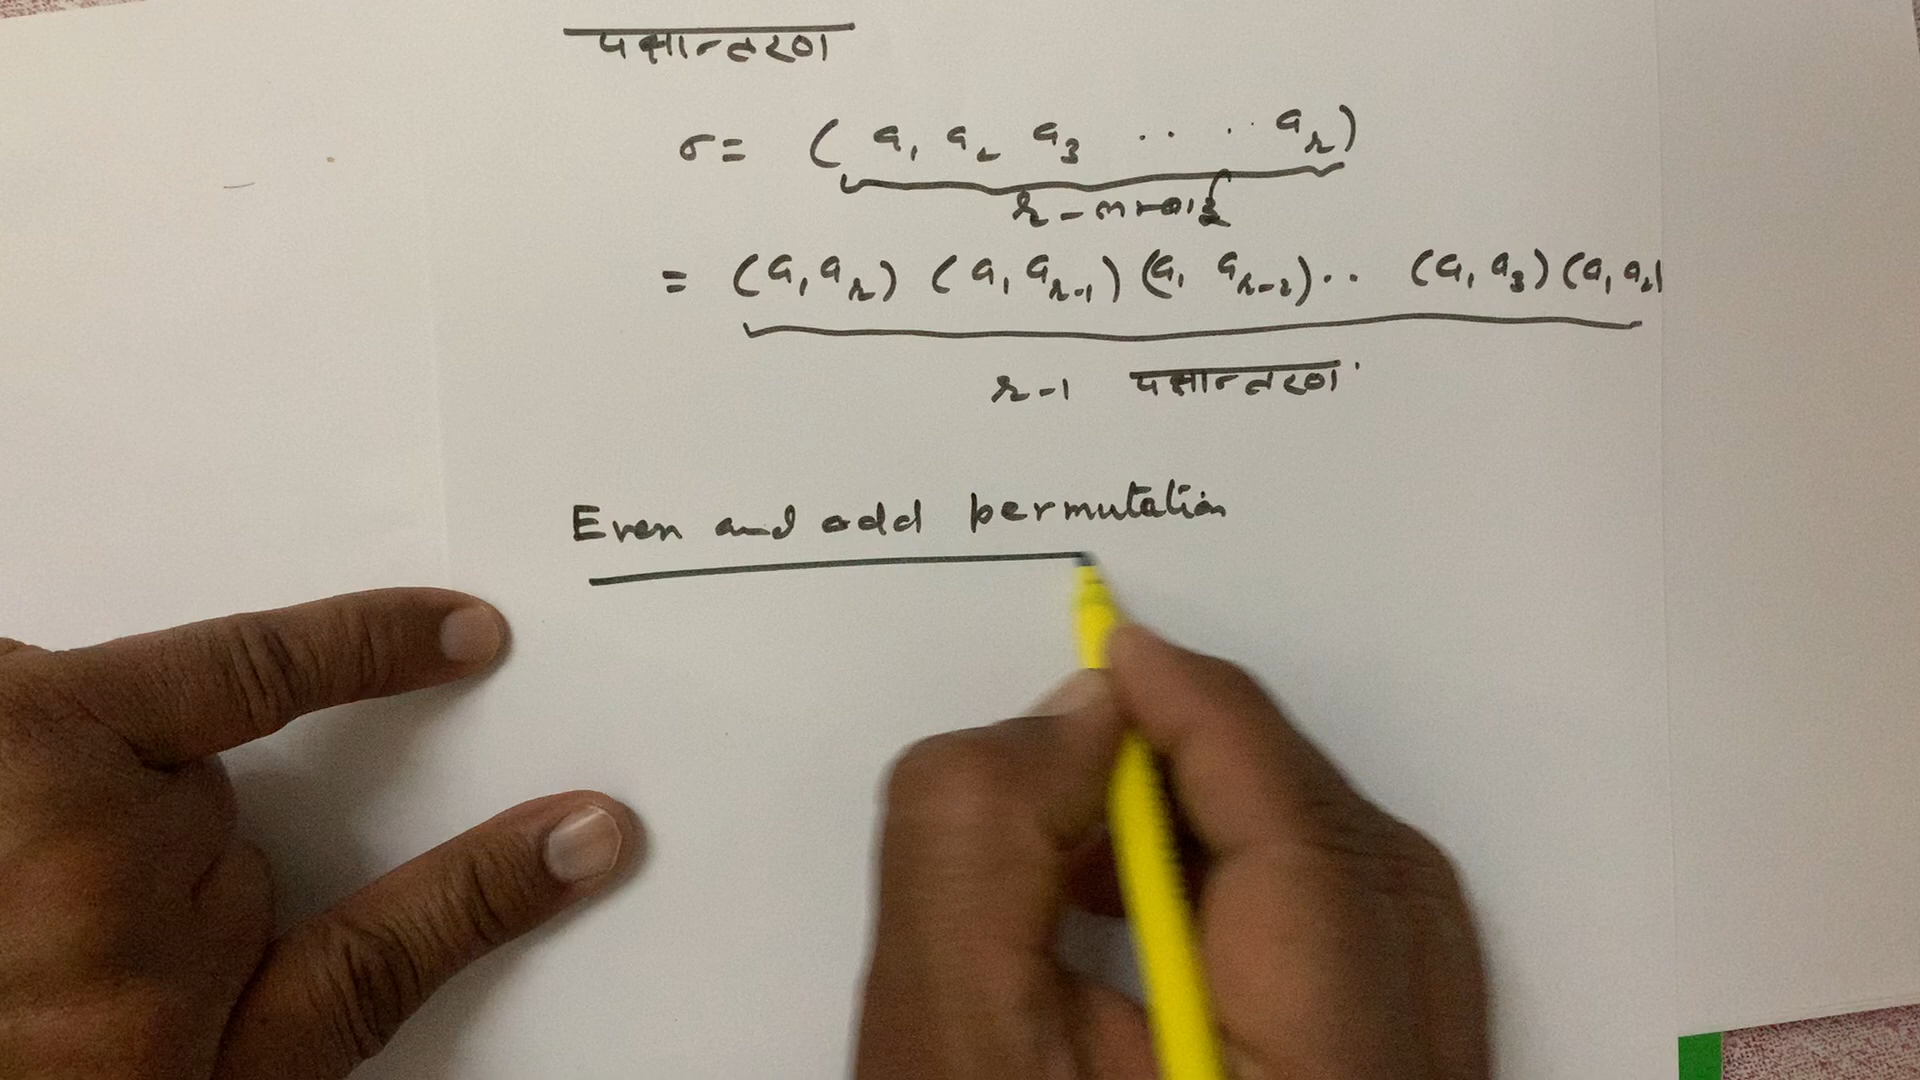 पक्षान्तरण
σ = ( a₁ a₂ a₃ .. .. aᵣ )
= (a₁ aᵣ) (a₁ aᵣ₋₁) (a₁ aᵣ₋₂) .. (a₁ a₃) (a₁ a₂)
r-1 पक्षान्तरण
Even and odd permutation